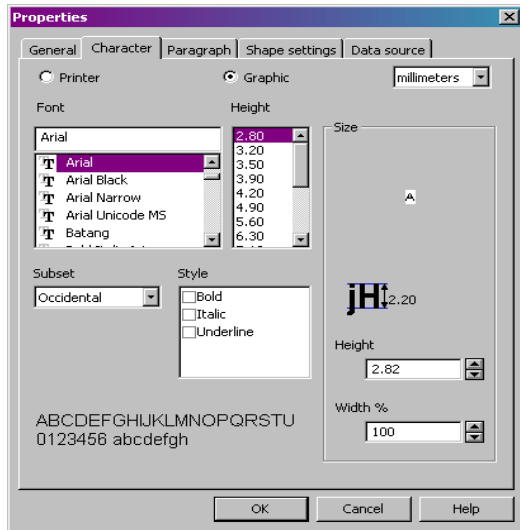 Properties
General Character Paragraph Shape settings Data source
Printer Graphic millimeters
Font Height
Arial
Arial
Arial Black
Arial Narrow
Arial Unicode MS
Batang
2.80
3.20
3.50
3.90
4.20
4.90
5.60
6.30
Size
A
jH 2.20
Height
2.82
Width %
100
Subset
Occidental
Style
Bold
Italic
Underline
ABCDEFGHIJKLMNOPQRSTU
0123456 abcdefgh
OK Cancel Help